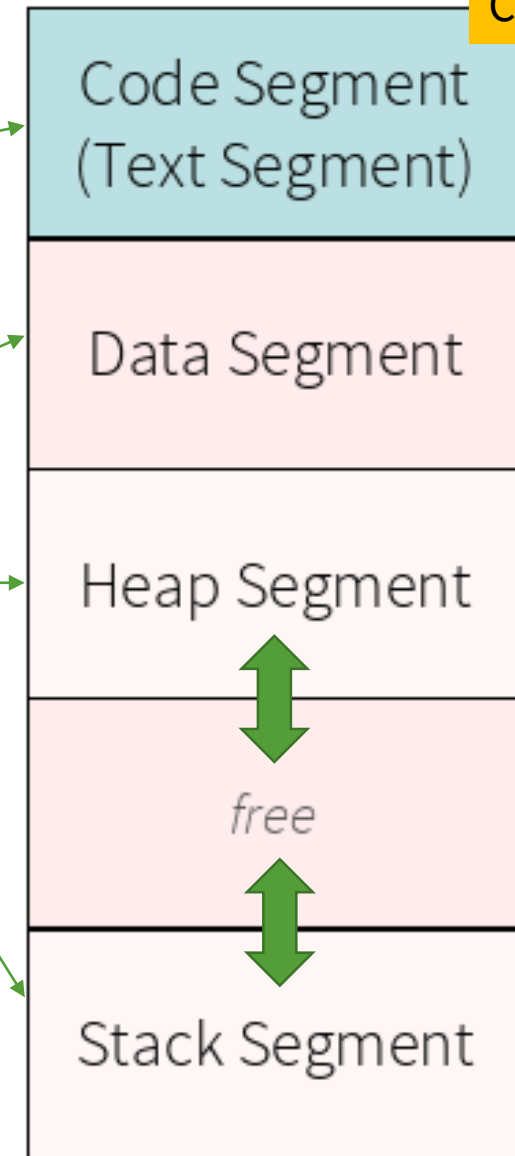 Code Segment
(Text Segment)
Data Segment
Heap Segment
free
Stack Segment